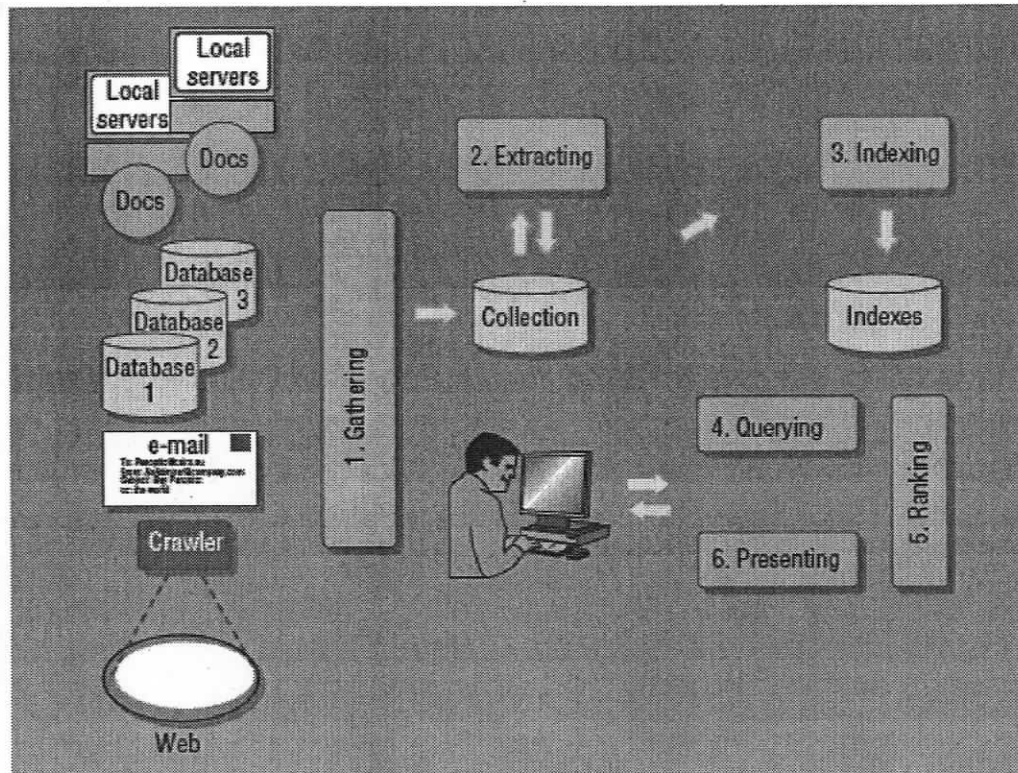 Local
servers
Local
servers
Docs
Docs
2. Extracting
3. Indexing
Database
3
Database
2
Database
1
1. Gathering
Collection
Indexes
e-mail
4. Querying
5. Ranking
6. Presenting
Crawler
Web